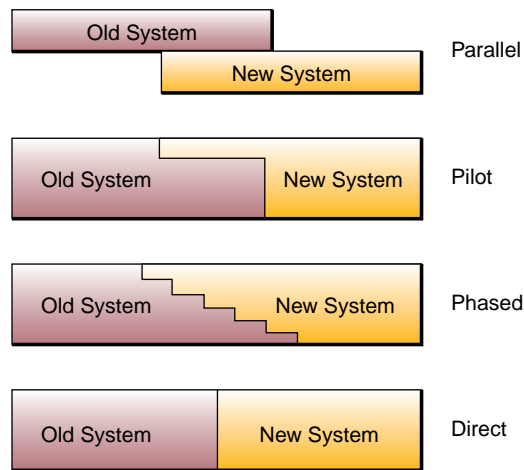 Old System
New System
Parallel
Old System
New System
Pilot
Old System
New System
Phased
Old System
New System
Direct